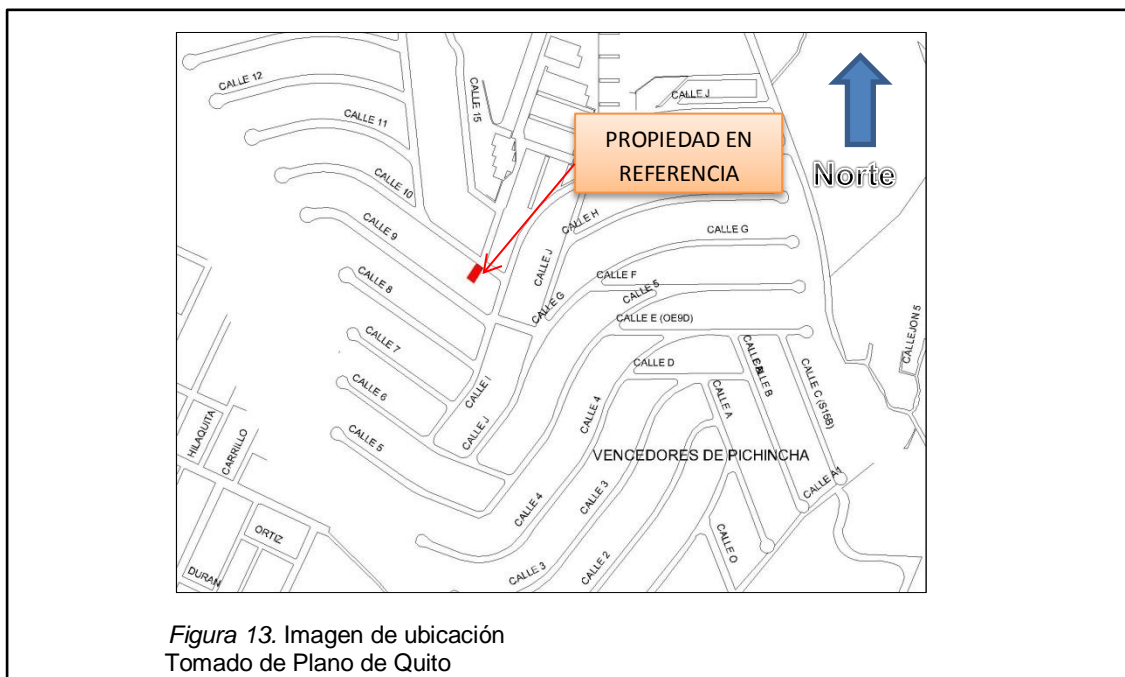 CALLE 12
CALLE 11
CALLE 10
CALLE 9
CALLE 8
CALLE 7
CALLE 6
CALLE 5
CALLE 15
CALLE J
PROPIEDAD EN
REFERENCIA
Norte
CALLE H
CALLE J
CALLE G
CALLE G
CALLE F
CALLE 5
CALLE E (OE9D)
CALLE D
CALLE B
CALLE C (S15B)
CALLEJON 5
CALLE I
CALLE J
CALLE 4
CALLE A
VENCEDORES DE PICHINCHA
CALLE A1
CALLE 4
CALLE 3
CALLE 3
CALLE 2
CALLE O
HILAQUITA
CARRILLO
ORTIZ
DURAN
Figura 13. Imagen de ubicación
Tomado de Plano de Quito